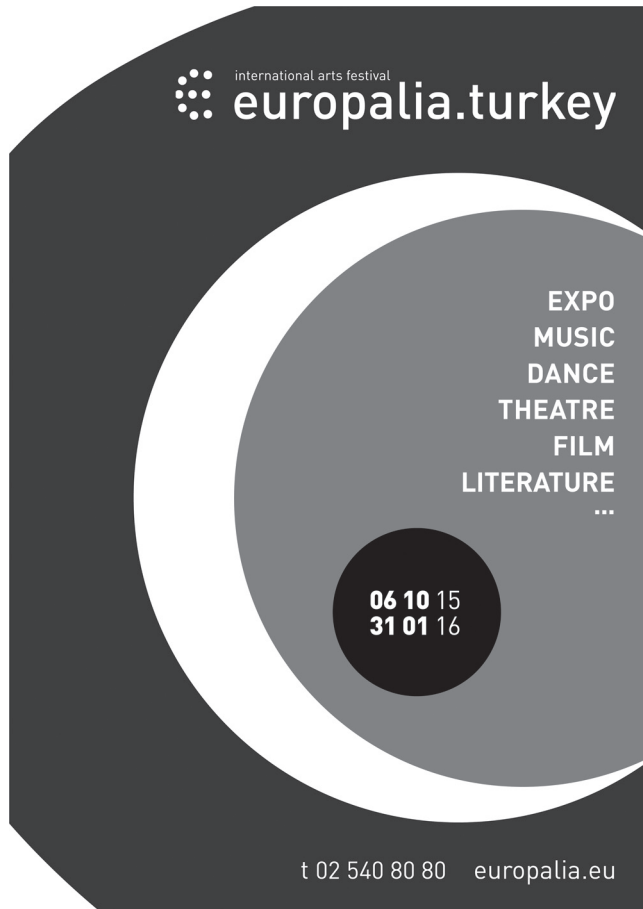 international arts festival
europalia.turkey
EXPO
MUSIC
DANCE
THEATRE
FILM
LITERATURE
...
06 10 15
31 01 16
t 02 540 80 80 europalia.eu